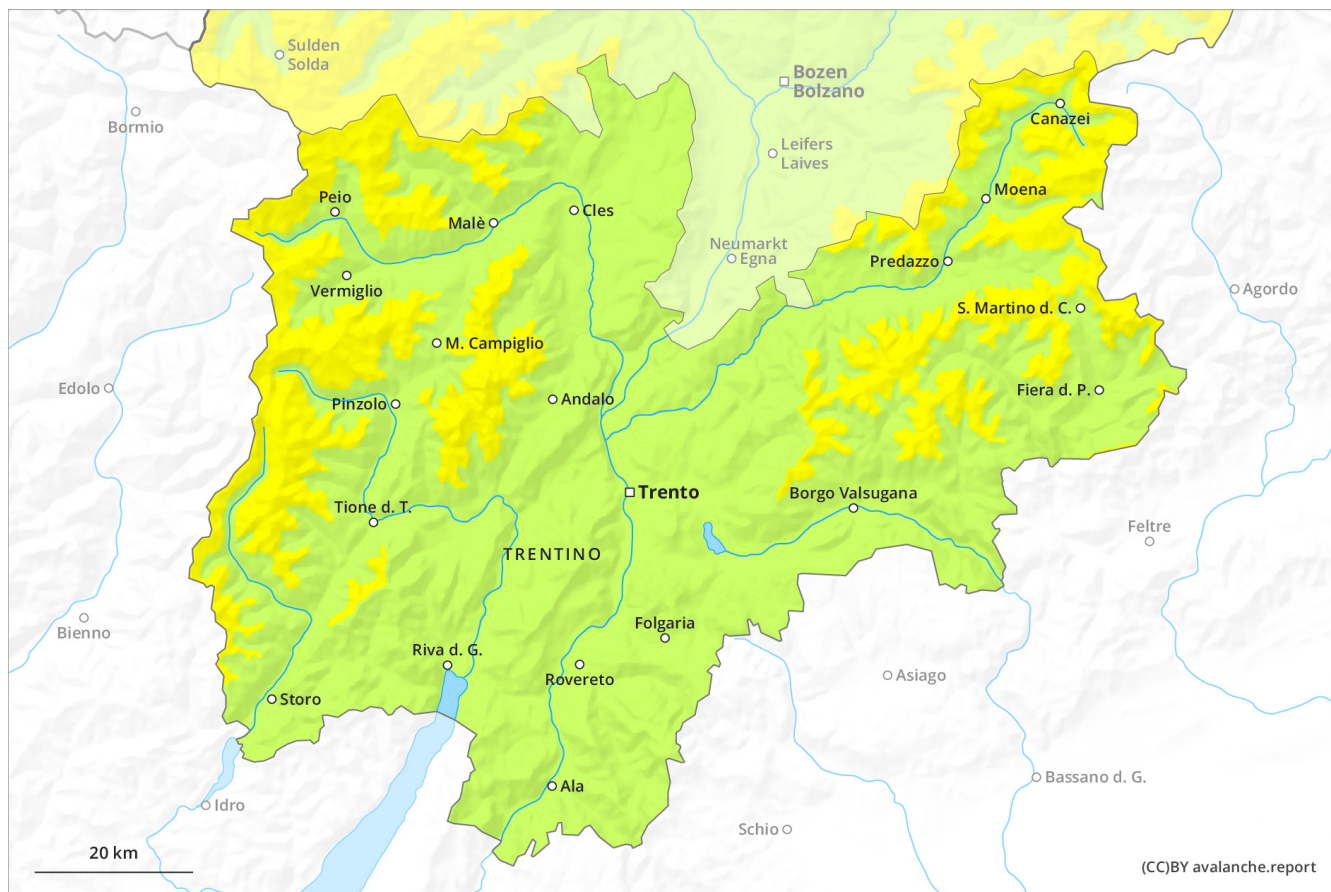 Sulden
Solda
Bozen
Bolzano
Bormio
Canazei
Leifers
Laives
Moena
Peio
Malè
Cles
Neumarkt
Egna
Predazzo
Vermiglio
Agordo
S. Martino d. C.
M. Campiglio
Edolo
Pinzolo
Andalo
Fiera d. P.
Trento
Borgo Valsugana
Tione d. T.
Feltre
TRENTINO
Bienno
Folgaria
Riva d. G.
Rovereto
Asiago
Storo
Bassano d. G.
Ala
Idro
Schio
20 km
(CC)BY avalanche.report